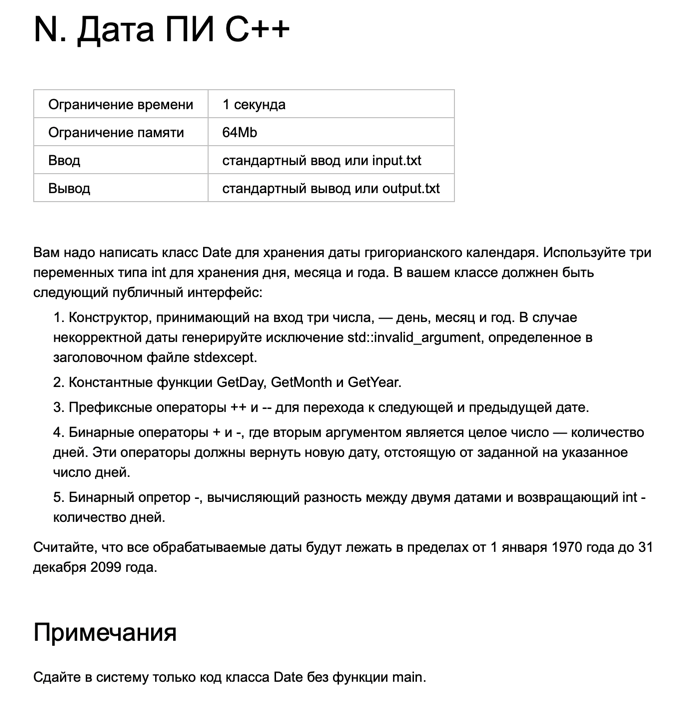 N. Дата ПИ C++
Ограничение времени 1 секунда
Ограничение памяти 64Mb
Ввод стандартный ввод или input.txt
Вывод стандартный вывод или output.txt
Вам надо написать класс Date для хранения даты григорианского календаря. Используйте три
переменных типа int для хранения дня, месяца и года. В вашем классе должнен быть
следующий публичный интерфейс:
1. Конструктор, принимающий на вход три числа, — день, месяц и год. В случае
некорректной даты генерируйте исключение std::invalid_argument, определенное в
заголовочном файле stdexcept.
2. Константные функции GetDay, GetMonth и GetYear.
3. Префиксные операторы ++ и -- для перехода к следующей и предыдущей дате.
4. Бинарные операторы + и -, где вторым аргументом является целое число — количество
дней. Эти операторы должны вернуть новую дату, отстоящую от заданной на указанное
число дней.
5. Бинарный опретор -, вычисляющий разность между двумя датами и возвращающий int -
количество дней.
Считайте, что все обрабатываемые даты будут лежать в пределах от 1 января 1970 года до 31
декабря 2099 года.
Примечания
Сдайте в систему только код класса Date без функции main.